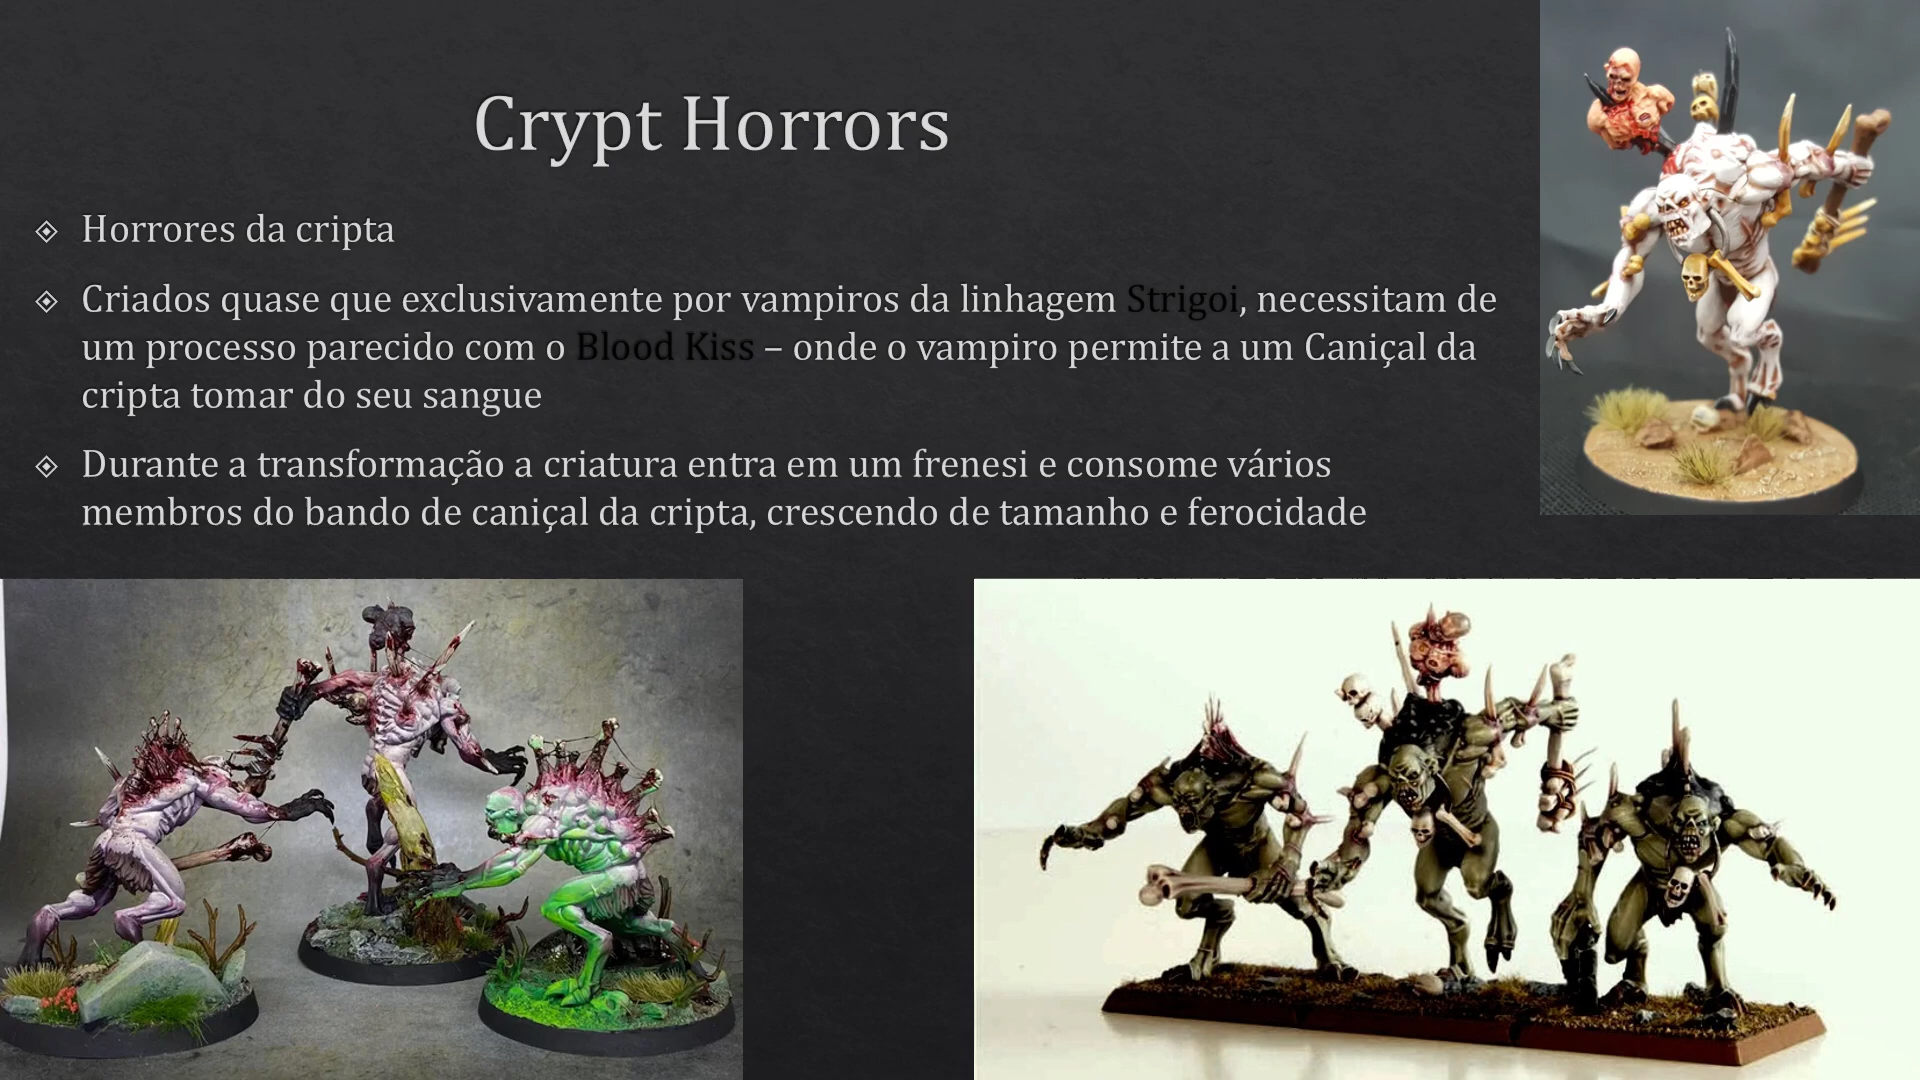 Crypt Horrors
Horrores da cripta
Criados quase que exclusivamente por vampiros da linhagem Strigoi, necessitam de
um processo parecido com o Blood Kiss – onde o vampiro permite a um Caniçal da
cripta tomar do seu sangue
Durante a transformação a criatura entra em um frenesi e consome vários
membros do bando de caniçal da cripta, crescendo de tamanho e ferocidade